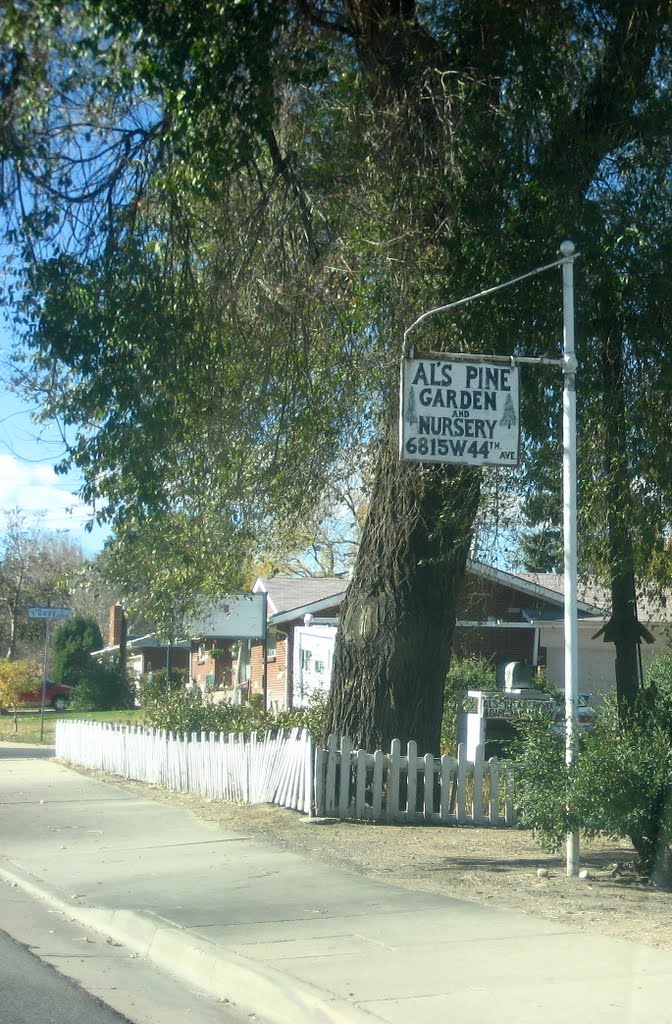 AL'S PINE
GARDEN
AND
NURSERY
6815W44TH. AVE